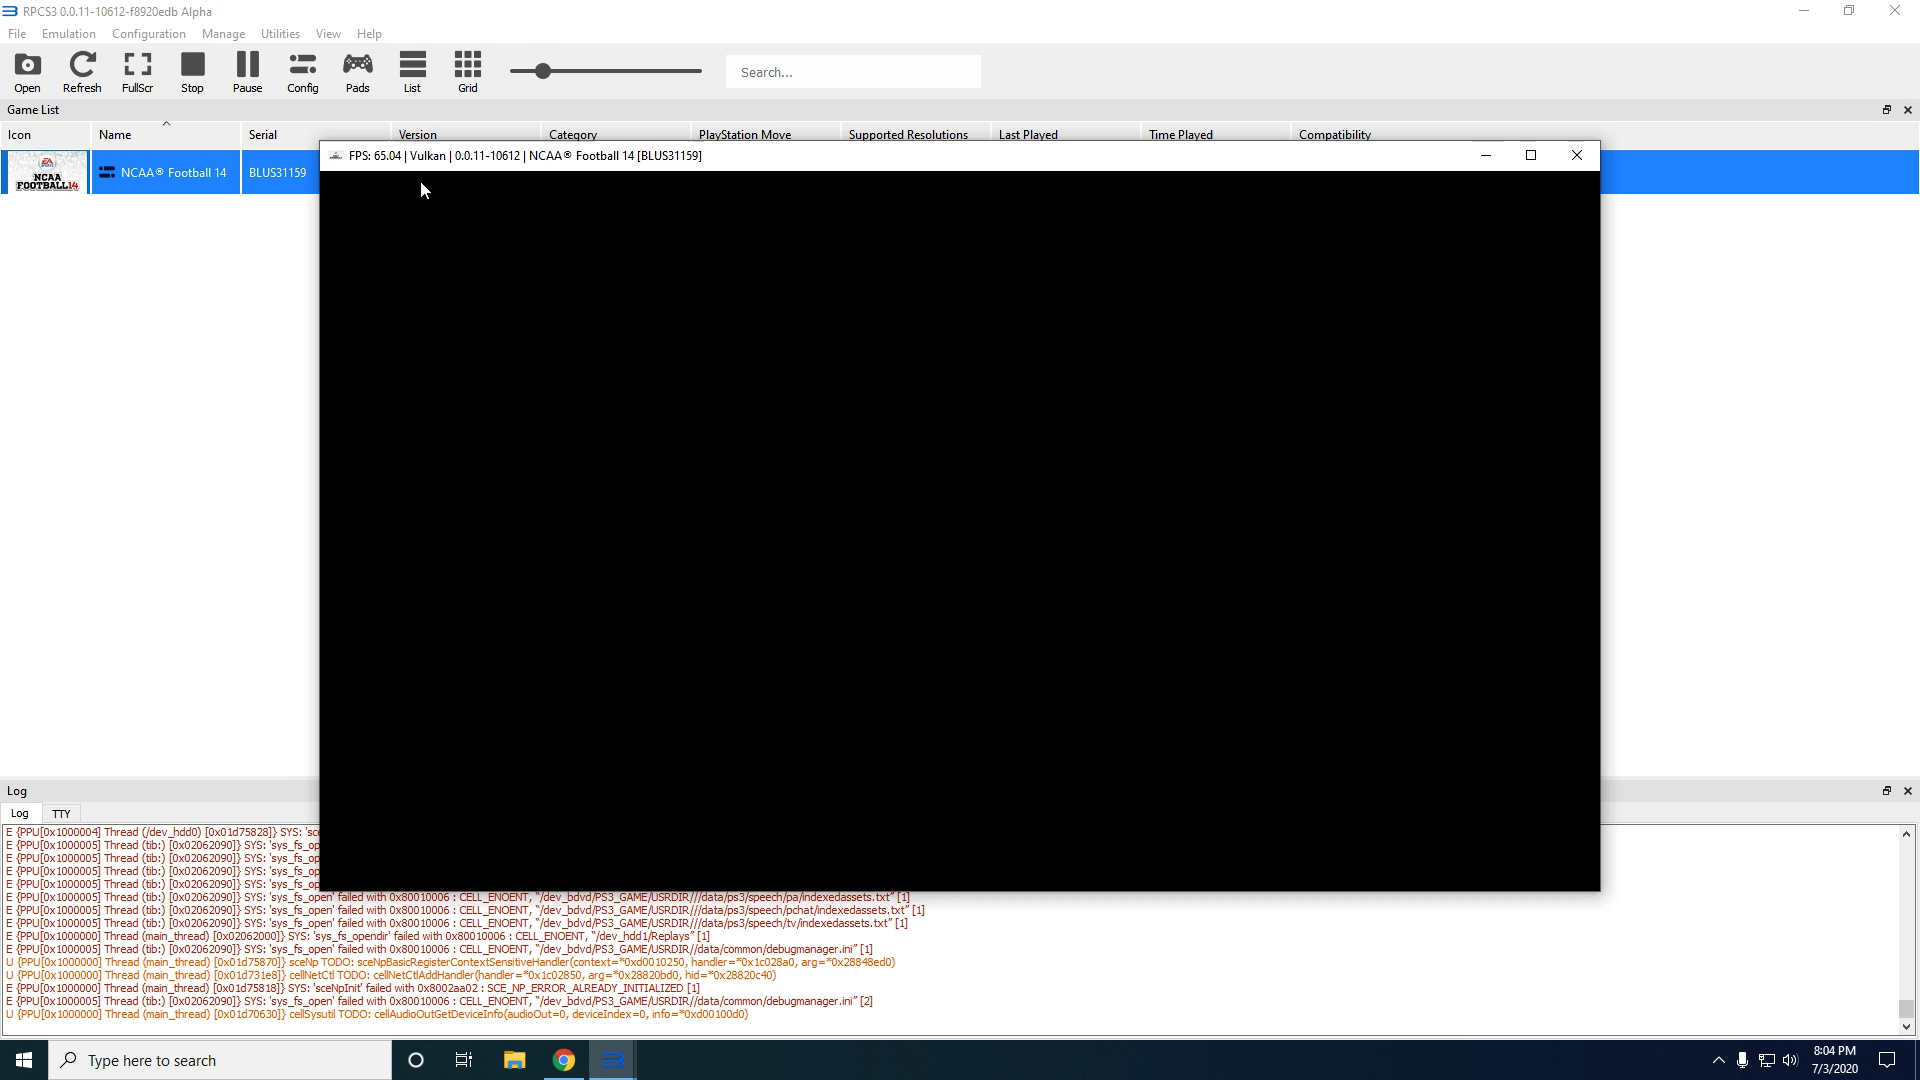 RPCS3 0.0.11-10612-f8920edb Alpha
File Emulation Configuration Manage Utilities View Help
Open Refresh FullScr Stop Pause Config Pads List Grid Search...
Game List
Icon Name Serial Version Category PlayStation Move Supported Resolutions Last Played Time Played Compatibility
FPS: 65.04 | Vulkan | 0.0.11-10612 | NCAA® Football 14 [BLUS31159]
EA SPORTS
NCAA FOOTBALL14
NCAA® Football 14 BLUS31159
Log
Log TTY
E {PPU[0x1000004] Thread (/dev_hdd0) [0x01d75828]} SYS: 'sce
E {PPU[0x1000005] Thread (tib:) [0x02062090]} SYS: 'sys_fs_op
E {PPU[0x1000005] Thread (tib:) [0x02062090]} SYS: 'sys_fs_op
E {PPU[0x1000005] Thread (tib:) [0x02062090]} SYS: 'sys_fs_op
E {PPU[0x1000005] Thread (tib:) [0x02062090]} SYS: 'sys_fs_op
E {PPU[0x1000005] Thread (tib:) [0x02062090]} SYS: 'sys_fs_open' failed with 0x80010006 : CELL_ENOENT, “/dev_bdvd/PS3_GAME/USRDIR///data/ps3/speech/pa/indexedassets.txt” [1]
E {PPU[0x1000005] Thread (tib:) [0x02062090]} SYS: 'sys_fs_open' failed with 0x80010006 : CELL_ENOENT, “/dev_bdvd/PS3_GAME/USRDIR///data/ps3/speech/pchat/indexedassets.txt” [1]
E {PPU[0x1000005] Thread (tib:) [0x02062090]} SYS: 'sys_fs_open' failed with 0x80010006 : CELL_ENOENT, “/dev_bdvd/PS3_GAME/USRDIR///data/ps3/speech/tv/indexedassets.txt” [1]
E {PPU[0x1000000] Thread (main_thread) [0x02062000]} SYS: 'sys_fs_opendir' failed with 0x80010006 : CELL_ENOENT, “/dev_hdd1/Replays” [1]
E {PPU[0x1000005] Thread (tib:) [0x02062090]} SYS: 'sys_fs_open' failed with 0x80010006 : CELL_ENOENT, “/dev_bdvd/PS3_GAME/USRDIR//data/common/debugmanager.ini” [1]
U {PPU[0x1000000] Thread (main_thread) [0x01d75870]} sceNp TODO: sceNpBasicRegisterContextSensitiveHandler(context=*0xd0010250, handler=*0x1c028a0, arg=*0x28848ed0)
U {PPU[0x1000000] Thread (main_thread) [0x01d731e8]} cellNetCtl TODO: cellNetCtlAddHandler(handler=*0x1c02850, arg=*0x28820bd0, hid=*0x28820c40)
E {PPU[0x1000000] Thread (main_thread) [0x01d75818]} SYS: 'sceNpInit' failed with 0x8002aa02 : SCE_NP_ERROR_ALREADY_INITIALIZED [1]
E {PPU[0x1000005] Thread (tib:) [0x02062090]} SYS: 'sys_fs_open' failed with 0x80010006 : CELL_ENOENT, “/dev_bdvd/PS3_GAME/USRDIR//data/common/debugmanager.ini” [2]
U {PPU[0x1000000] Thread (main_thread) [0x01d70630]} cellSysutil TODO: cellAudioOutGetDeviceInfo(audioOut=0, deviceIndex=0, info=*0xd00100d0)
Type here to search
8:04 PM
7/3/2020